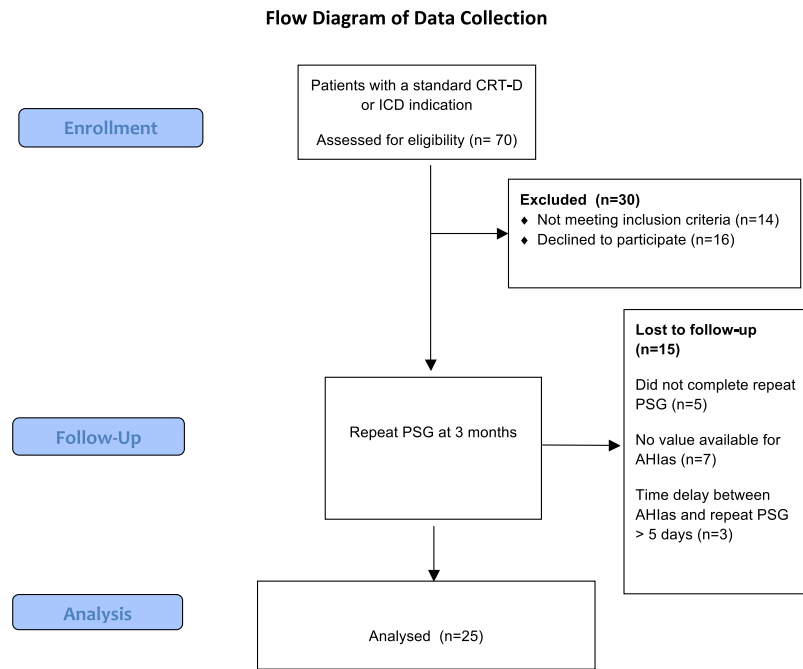 Flow Diagram of Data Collection
Enrollment
Patients with a standard CRT-D
or ICD indication
Assessed for eligibility (n= 70)
Excluded (n=30)
♦ Not meeting inclusion criteria (n=14)
♦ Declined to participate (n=16)
Lost to follow-up
(n=15)
Did not complete repeat
PSG (n=5)
No value available for
AHIas (n=7)
Time delay between
AHIas and repeat PSG
> 5 days (n=3)
Follow-Up
Repeat PSG at 3 months
Analysis
Analysed (n=25)